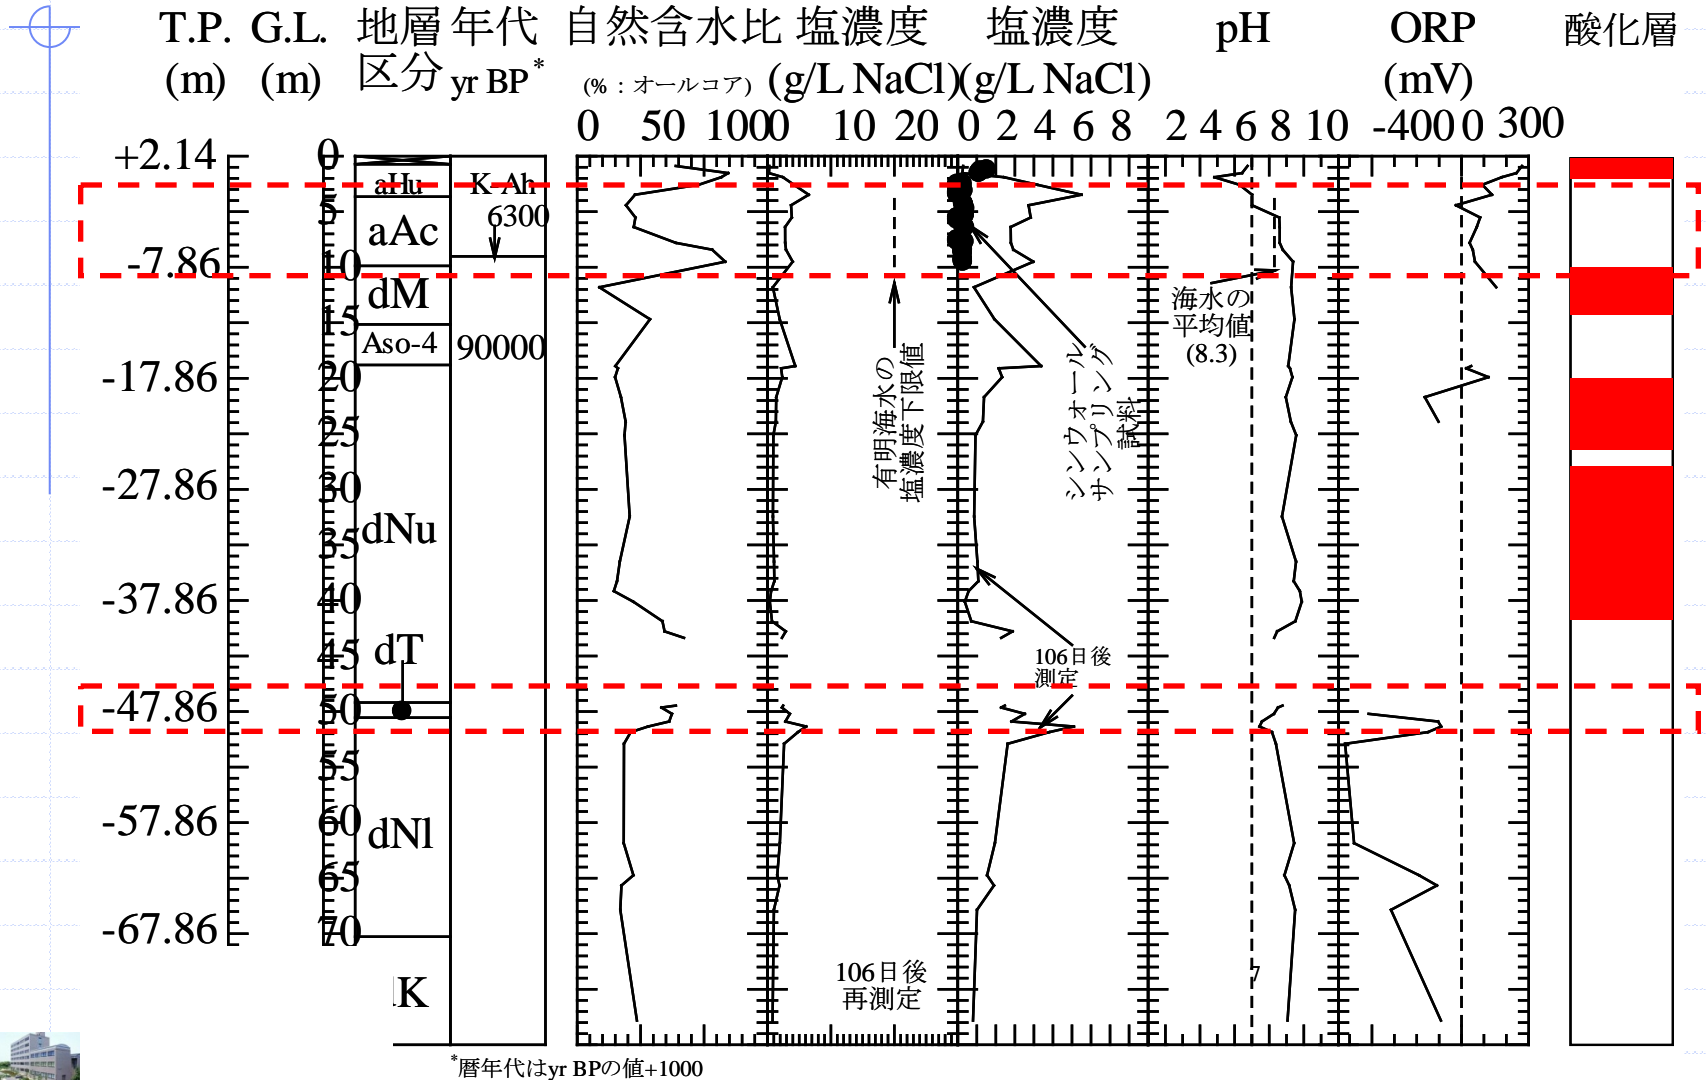 T.P. G.L. 地層 年代 自然含水比 塩濃度 塩濃度 pH ORP 酸化層
(m) (m) 区分 yr BP* (%：オールコア) (g/L NaCl) (g/L NaCl) (mV)
0 50 100 0 10 20 0 2 4 6 8 2 4 6 8 10 -400 0 300
+2.14 0
aHu K-Ah
5 6300
aAc
-7.86 10
dM 海水の
15 平均値
Aso-4 90000 (8.3)
-17.86 20
有明海水の
塩濃度下限値
シンウォール
サンプリング
試料
25
-27.86 30
dNu
35
-37.86 40
dT
45 106日後
測定
-47.86 50
55
-57.86 60
dNl
65
-67.86 70
106日後 7
再測定
K
*暦年代はyr BPの値+1000